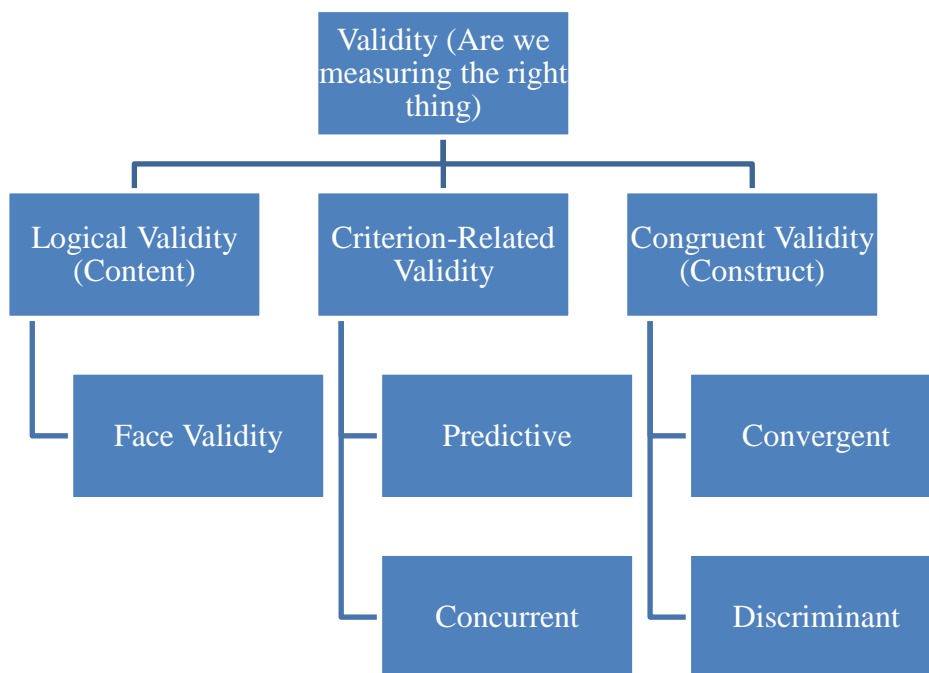 Validity (Are we
measuring the right
thing)
Logical Validity
(Content)
Criterion-Related
Validity
Congruent Validity
(Construct)
Face Validity
Predictive
Convergent
Concurrent
Discriminant